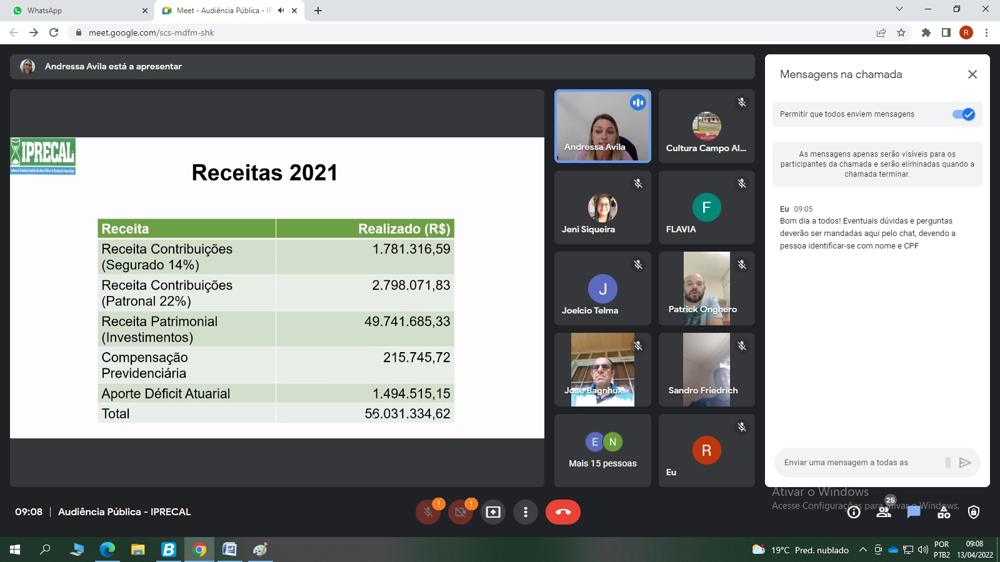 WhatsApp
Meet - Audiência Pública - IP
meet.google.com/scs-mdfm-shk
R
Andressa Avila está a apresentar
IPRECAL
Receitas 2021
Receita Realizado (R$)
Receita Contribuições
(Segurado 14%) 1.781.316,59
Receita Contribuições
(Patronal 22%) 2.798.071,83
Receita Patrimonial
(Investimentos) 49.741.685,33
Compensação
Previdenciária 215.745,72
Aporte Déficit Atuarial 1.494.515,15
Total 56.031.334,62
Andressa Avila
Cultura Campo Al...
Jeni Siqueira
F
FLAVIA
J
Joelcio Telma
Patrick Onghero
José Bagnhuk
Sandro Friedrich
E N
Mais 15 pessoas
R
Eu
Mensagens na chamada
Permitir que todos enviem mensagens
As mensagens apenas serão visíveis para os
participantes da chamada e serão eliminadas quando a
chamada terminar.
Eu 09:05
Bom dia a todos! Eventuais dúvidas e perguntas
deverão ser mandadas aqui pelo chat, devendo a
pessoa identificar-se com nome e CPF
Enviar uma mensagem a todas as
Ativar o Windows
Acesse Configurações para ativar o Windows.
25
09:08 Audiência Pública - IPRECAL
19°C Pred. nublado
POR
PTB2
09:08
13/04/2022